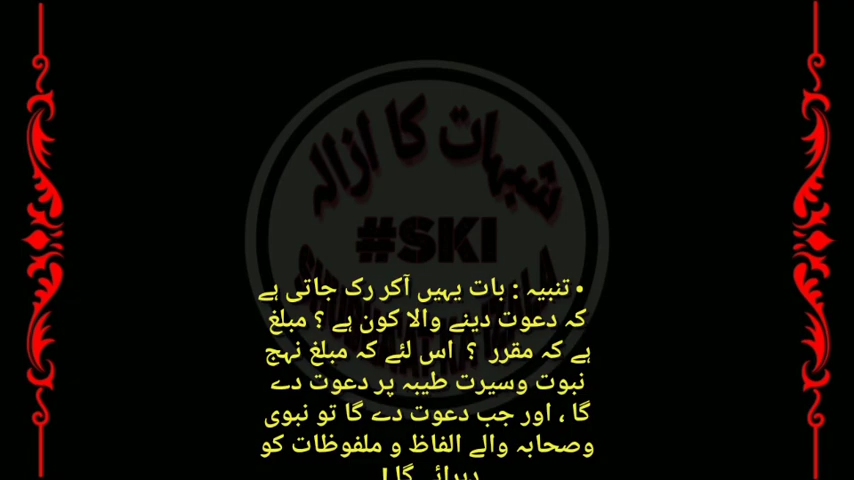 شبہات کا ازالہ
#SKI
• تنبیہ : بات یہیں آکر رک جاتی ہے
کہ دعوت دینے والا کون ہے ؟ مبلغ
ہے کہ مقرر ؟ اس لئے کہ مبلغ نہج
نبوت وسیرت طیبہ پر دعوت دے
گا ، اور جب دعوت دے گا تو نبوی
وصحابہ والے الفاظ و ملفوظات کو